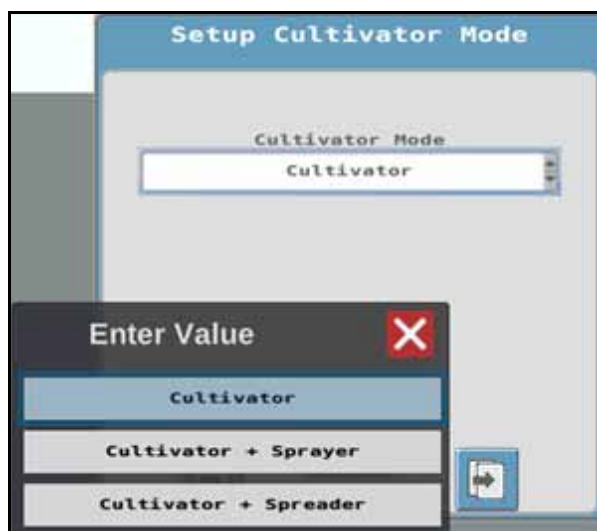 Setup Cultivator Mode
Cultivator Mode
Cultivator
Enter Value
Cultivator
Cultivator + Sprayer
Cultivator + Spreader